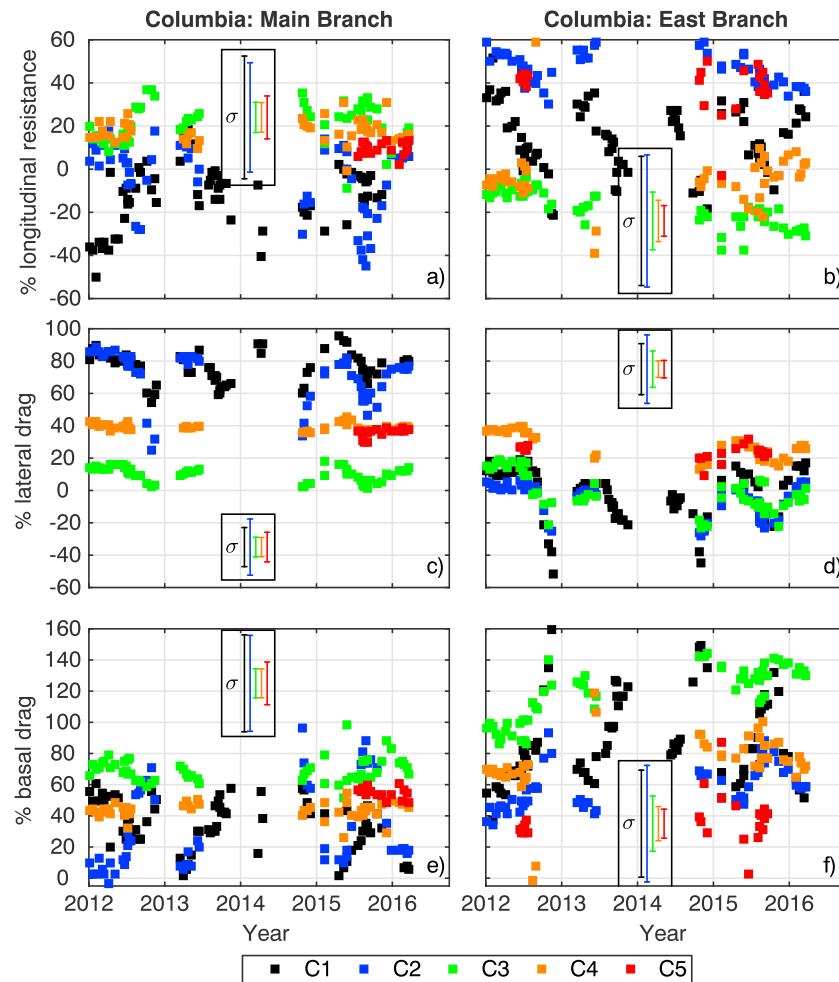 Columbia: Main Branch
Columbia: East Branch
% longitudinal resistance
60
40
20
0
-20
-40
-60
σ
a)
σ
b)
% lateral drag
100
80
60
40
20
0
-20
-40
-60
σ
c)
σ
d)
% basal drag
160
140
120
100
80
60
40
20
0
σ
e)
σ
f)
2012 2013 2014 2015 2016
2012 2013 2014 2015 2016
Year
Year
C1 C2 C3 C4 C5